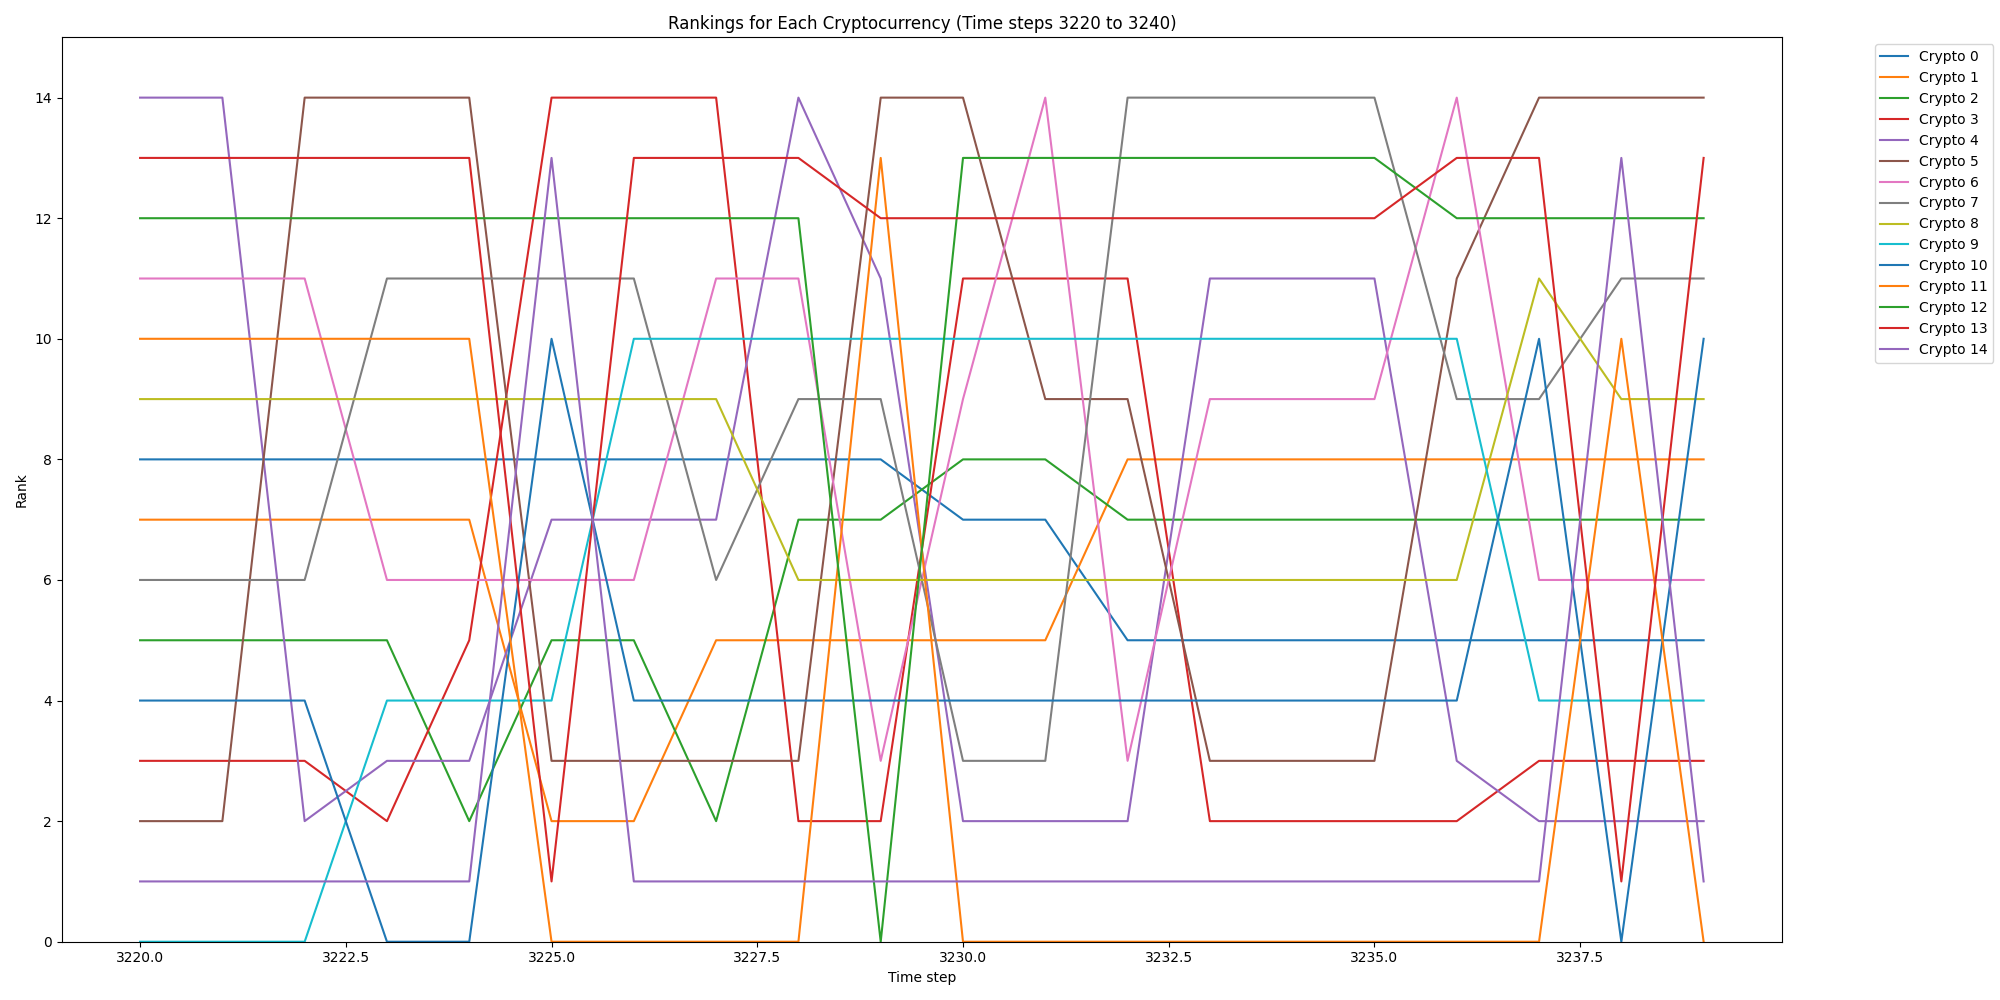 Rankings for Each Cryptocurrency (Time steps 3220 to 3240)
Rank
14
12
10
8
6
4
2
0
3220.0
3222.5
3225.0
3227.5
3230.0
3232.5
3235.0
3237.5
Time step
Crypto 0
Crypto 1
Crypto 2
Crypto 3
Crypto 4
Crypto 5
Crypto 6
Crypto 7
Crypto 8
Crypto 9
Crypto 10
Crypto 11
Crypto 12
Crypto 13
Crypto 14